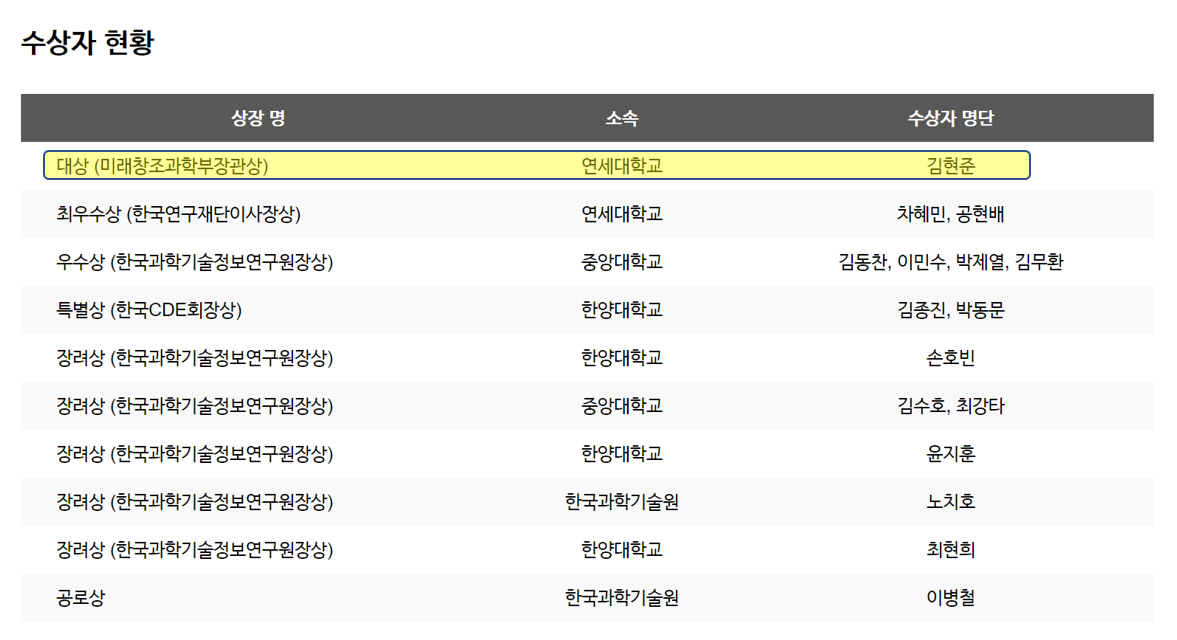 수상자 현황
상장 명 소속 수상자 명단
대상 (미래창조과학부장관상) 연세대학교 김현준
최우수상 (한국연구재단이사장상) 연세대학교 차혜민, 공현배
우수상 (한국과학기술정보연구원장상) 중앙대학교 김동찬, 이민수, 박제열, 김무환
특별상 (한국CDE회장상) 한양대학교 김종진, 박동문
장려상 (한국과학기술정보연구원장상) 한양대학교 손호빈
장려상 (한국과학기술정보연구원장상) 중앙대학교 김수호, 최강타
장려상 (한국과학기술정보연구원장상) 한양대학교 윤지훈
장려상 (한국과학기술정보연구원장상) 한국과학기술원 노치호
장려상 (한국과학기술정보연구원장상) 한양대학교 최현희
공로상 한국과학기술원 이병철